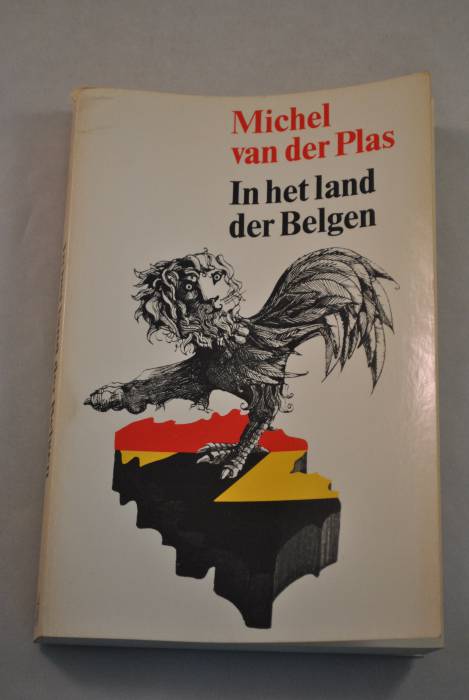 Michel
van der Plas
In het land
der Belgen